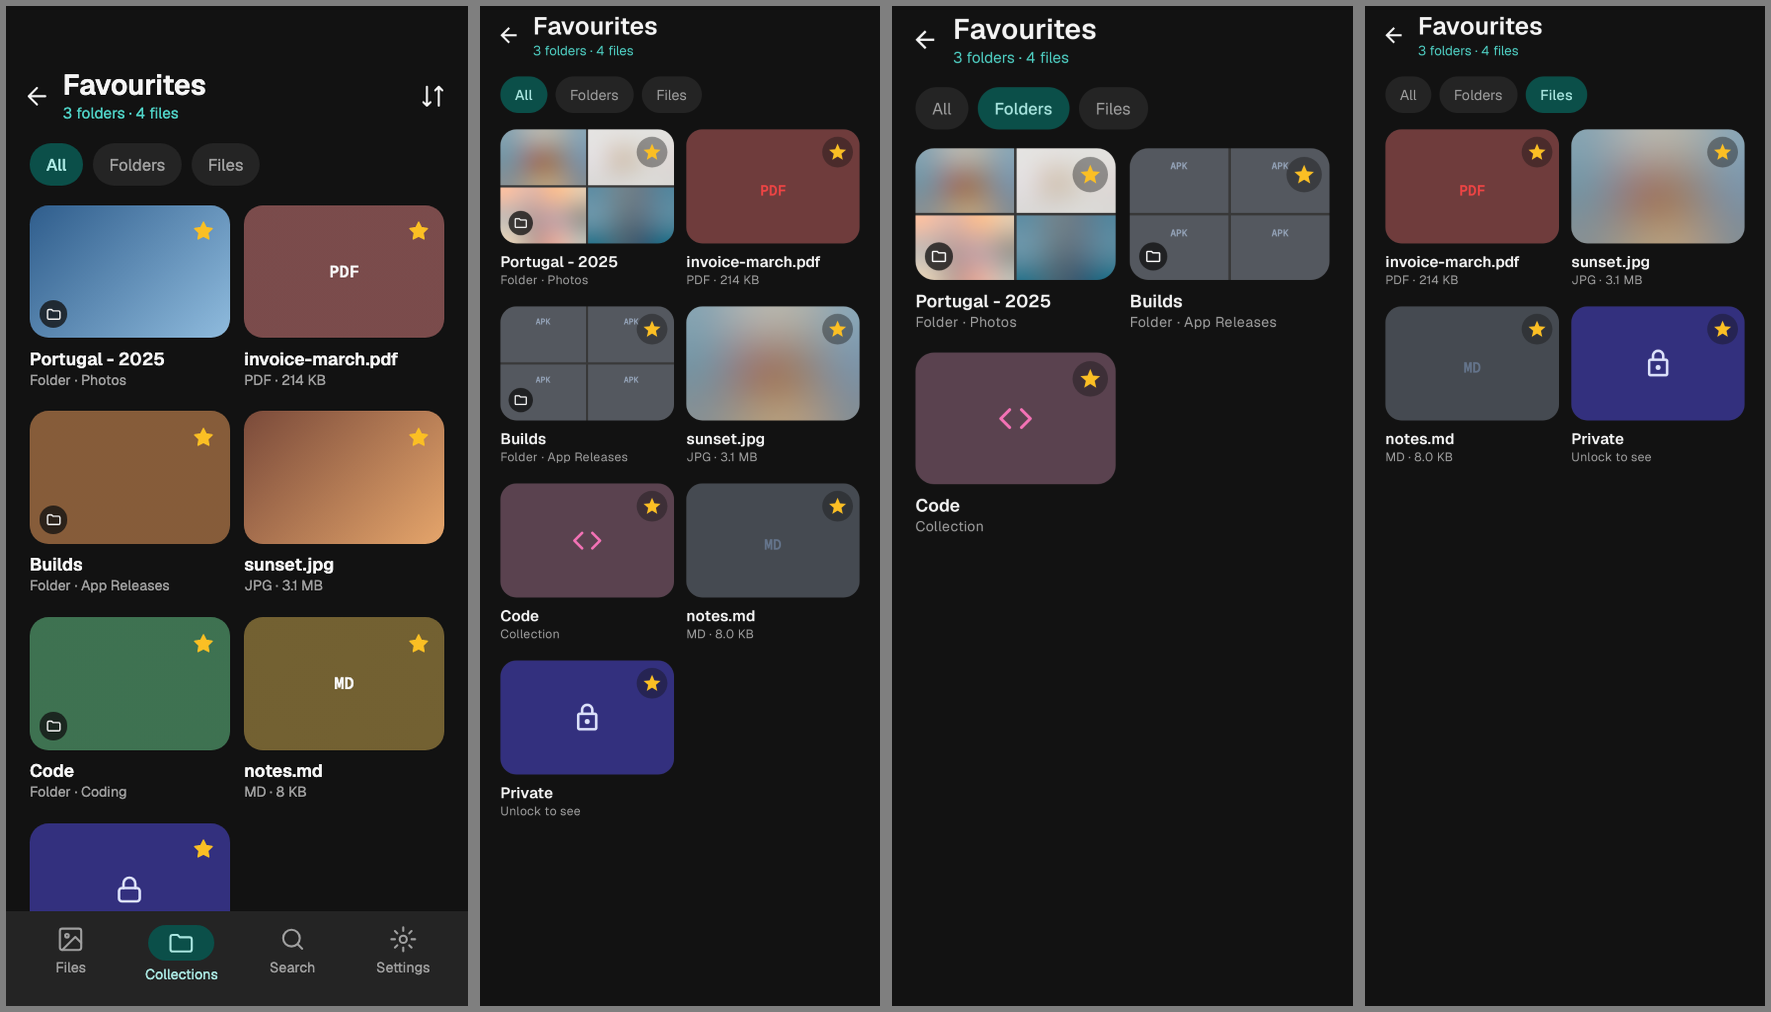 Favourites
3 folders · 4 files
All
Folders
Files
PDF
Portugal - 2025
Folder · Photos
invoice-march.pdf
PDF · 214 KB
Builds
Folder · App Releases
sunset.jpg
JPG · 3.1 MB
MD
Code
Folder · Coding
notes.md
MD · 8 KB
Files
Collections
Search
Settings
Favourites
3 folders · 4 files
All
Folders
Files
PDF
Portugal - 2025
Folder · Photos
invoice-march.pdf
PDF · 214 KB
APK
APK
APK
APK
Builds
Folder · App Releases
sunset.jpg
JPG · 3.1 MB
MD
Code
Collection
notes.md
MD · 8.0 KB
Private
Unlock to see
Favourites
3 folders · 4 files
All
Folders
Files
APK
APK
APK
APK
Portugal - 2025
Folder · Photos
Builds
Folder · App Releases
Code
Collection
Favourites
3 folders · 4 files
All
Folders
Files
PDF
invoice-march.pdf
PDF · 214 KB
sunset.jpg
JPG · 3.1 MB
MD
notes.md
MD · 8.0 KB
Private
Unlock to see